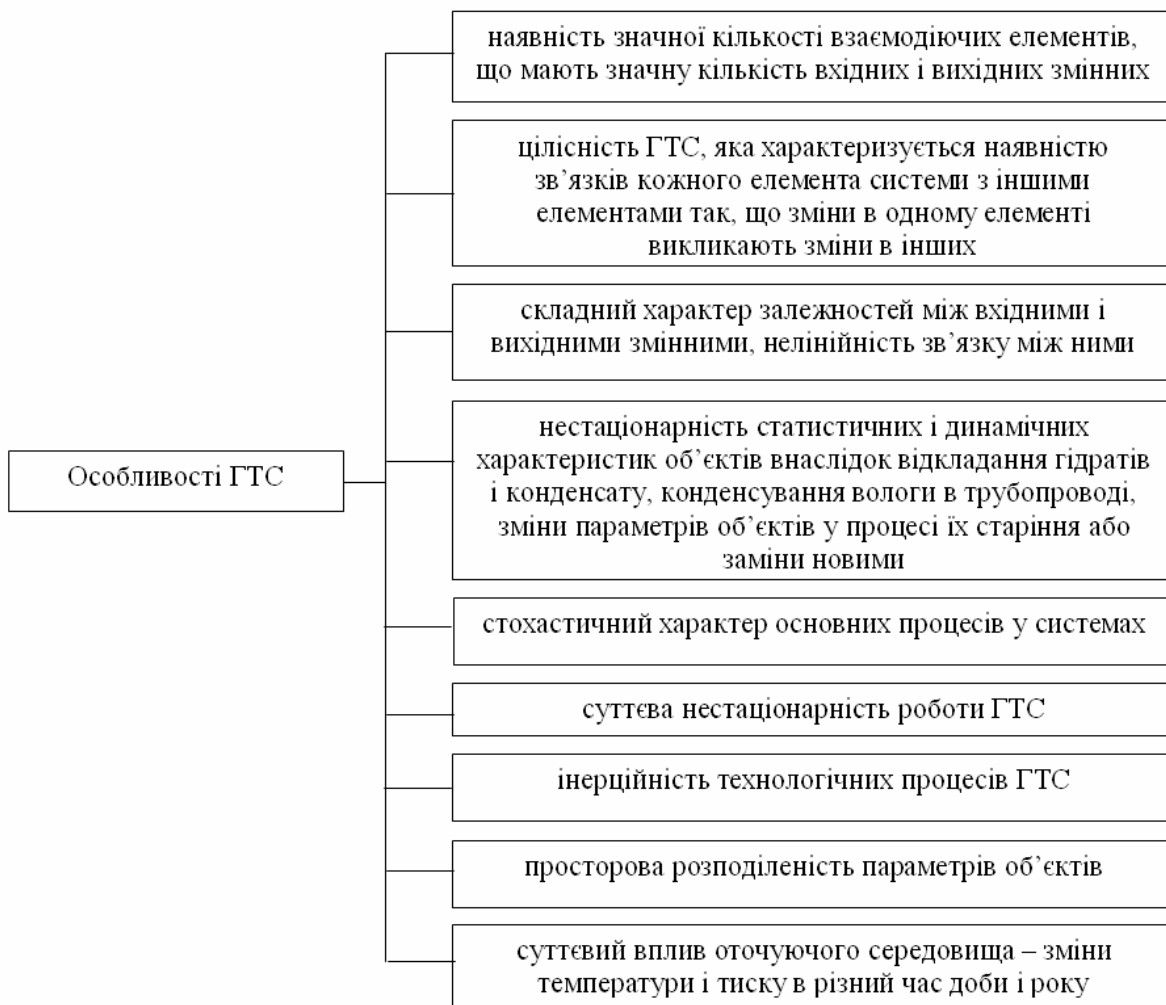 наявність значної кількості взаємодіючих елементів,
що мають значну кількість вхідних і вихідних змінних
цілісність ГТС, яка характеризується наявністю
зв’язків кожного елемента системи з іншими
елементами так, що зміни в одному елементі
викликають зміни в інших
складний характер залежностей між вхідними і
вихідними змінними, нелінійність зв’язку між ними
Особливості ГТС
нестаціонарність статистичних і динамічних
характеристик об’єктів внаслідок відкладання гідратів
і конденсату, конденсування вологи в трубопроводі,
зміни параметрів об’єктів у процесі їх старіння або
заміни новими
стохастичний характер основних процесів у системах
суттєва нестаціонарність роботи ГТС
інерційність технологічних процесів ГТС
просторова розподіленість параметрів об’єктів
суттєвий вплив оточуючого середовища – зміни
температури і тиску в різний час доби і року